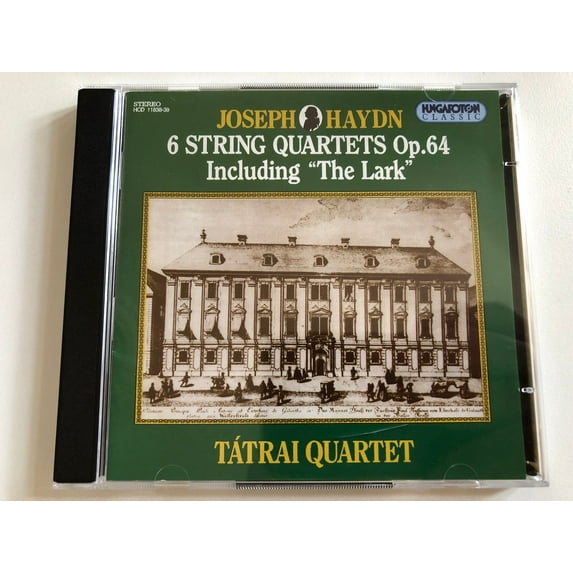 STEREO
HCD 11838-39
HUNGAROTON
CLASSIC
JOSEPH HAYDN
6 STRING QUARTETS Op.64
Including "The Lark"
TÁTRAI QUARTET